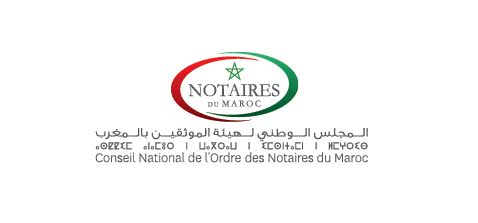 NOTAIRES
DU MAROC
المجلس الوطني لهيئة الموثقين بالمغرب
Conseil National de l'Ordre des Notaires du Maroc